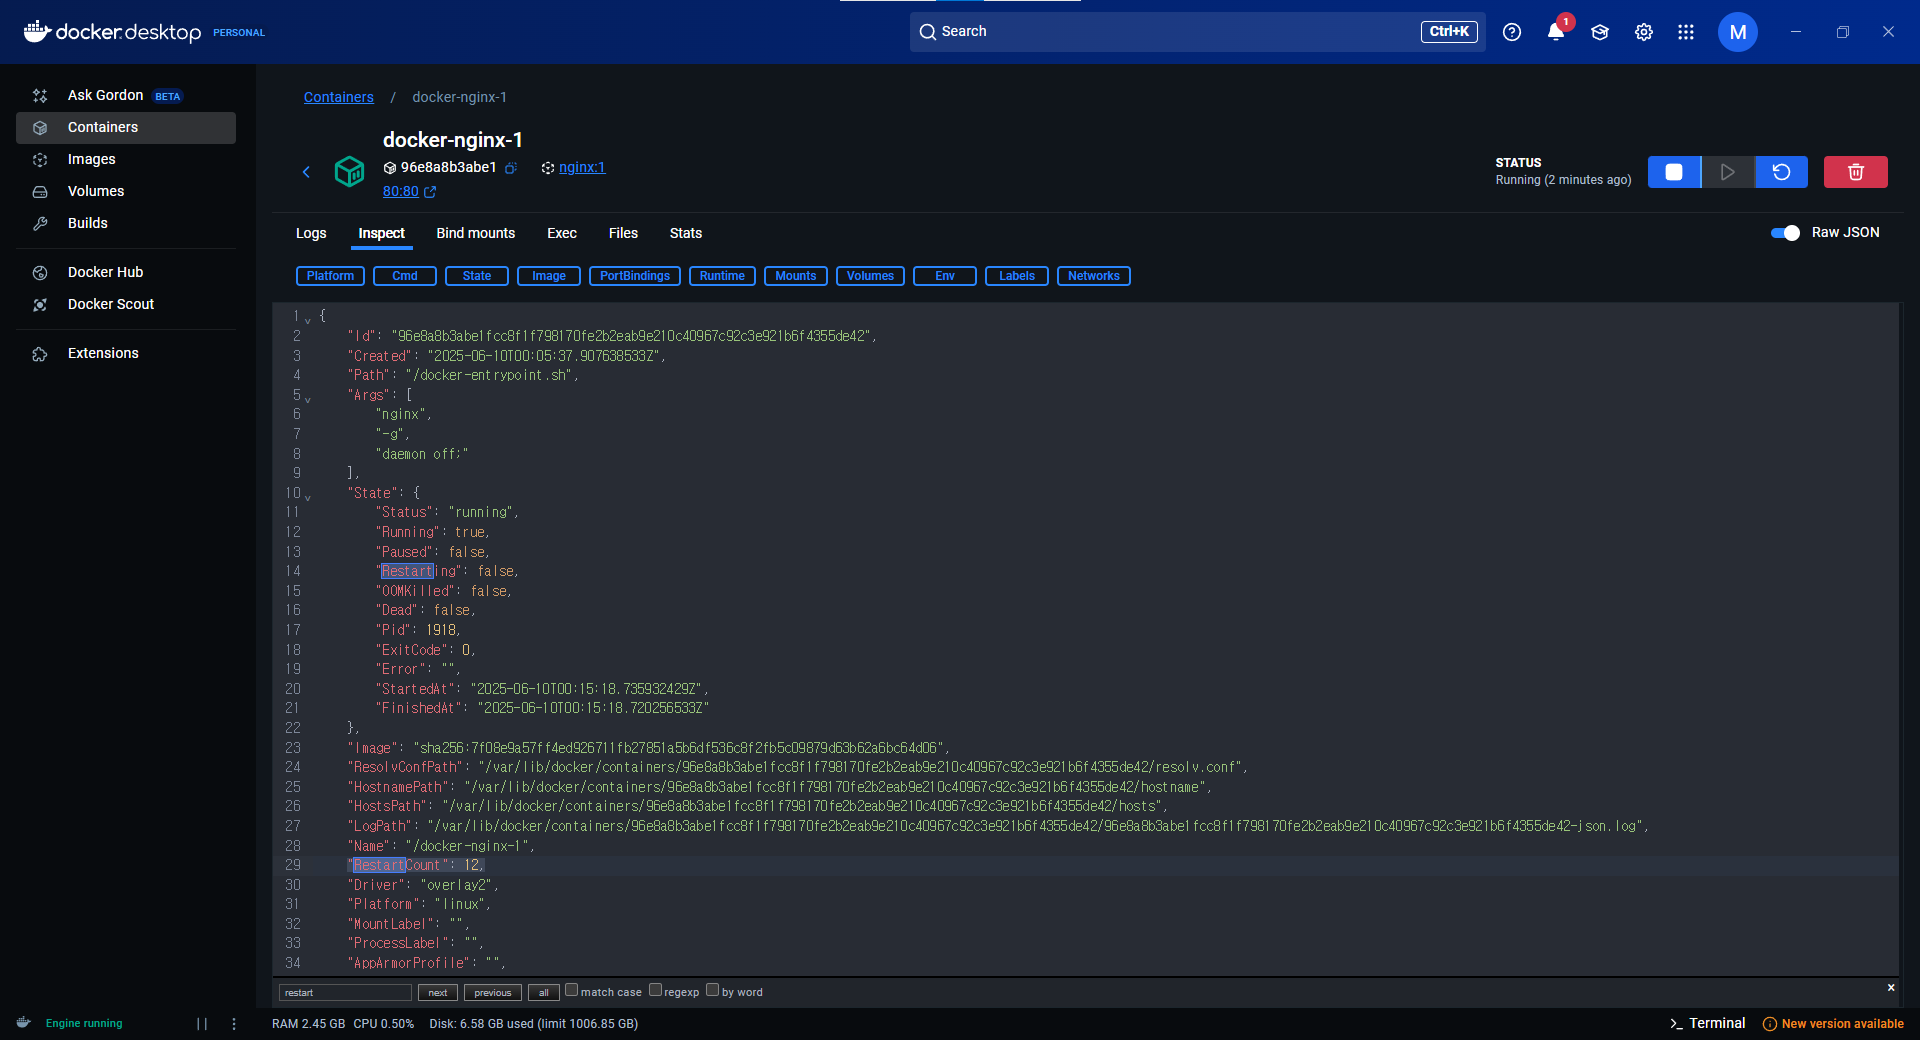 docker.desktop PERSONAL
Search
Ctrl+K
1
M
Ask Gordon BETA
Containers
Images
Volumes
Builds
Docker Hub
Docker Scout
Extensions
Containers / docker-nginx-1
docker-nginx-1
96e8a8b3abe1
nginx:1
80:80
STATUS
Running (2 minutes ago)
Logs
Inspect
Bind mounts
Exec
Files
Stats
Raw JSON
Platform
Cmd
State
Image
PortBindings
Runtime
Mounts
Volumes
Env
Labels
Networks
1 {
2 "Id": "96e8a8b3abe1fcc8f1f798170fe2b2eab9e210c40967c92c3e921b6f4355de42",
3 "Created": "2025-06-10T00:05:37.907638533Z",
4 "Path": "/docker-entrypoint.sh",
5 "Args": [
6 "nginx",
7 "-g",
8 "daemon off;"
9 ],
10 "State": {
11 "Status": "running",
12 "Running": true,
13 "Paused": false,
14 "Restarting": false,
15 "OOMKilled": false,
16 "Dead": false,
17 "Pid": 1918,
18 "ExitCode": 0,
19 "Error": "",
20 "StartedAt": "2025-06-10T00:15:18.735932429Z",
21 "FinishedAt": "2025-06-10T00:15:18.720256533Z"
22 },
23 "Image": "sha256:7f08e9a57ff4ed926711fb27851a5b6df536c8f2fb5c09879d63b62a6bc64d06",
24 "ResolvConfPath": "/var/lib/docker/containers/96e8a8b3abe1fcc8f1f798170fe2b2eab9e210c40967c92c3e921b6f4355de42/resolv.conf",
25 "HostnamePath": "/var/lib/docker/containers/96e8a8b3abe1fcc8f1f798170fe2b2eab9e210c40967c92c3e921b6f4355de42/hostname",
26 "HostsPath": "/var/lib/docker/containers/96e8a8b3abe1fcc8f1f798170fe2b2eab9e210c40967c92c3e921b6f4355de42/hosts",
27 "LogPath": "/var/lib/docker/containers/96e8a8b3abe1fcc8f1f798170fe2b2eab9e210c40967c92c3e921b6f4355de42/96e8a8b3abe1fcc8f1f798170fe2b2eab9e210c40967c92c3e921b6f4355de42-json.log",
28 "Name": "/docker-nginx-1",
29 "RestartCount": 12,
30 "Driver": "overlay2",
31 "Platform": "linux",
32 "MountLabel": "",
33 "ProcessLabel": "",
34 "AppArmorProfile": "",
restart
next
previous
all
match case
regexp
by word
×
Engine running
RAM 2.45 GB CPU 0.50% Disk: 6.58 GB used (limit 1006.85 GB)
Terminal
New version available